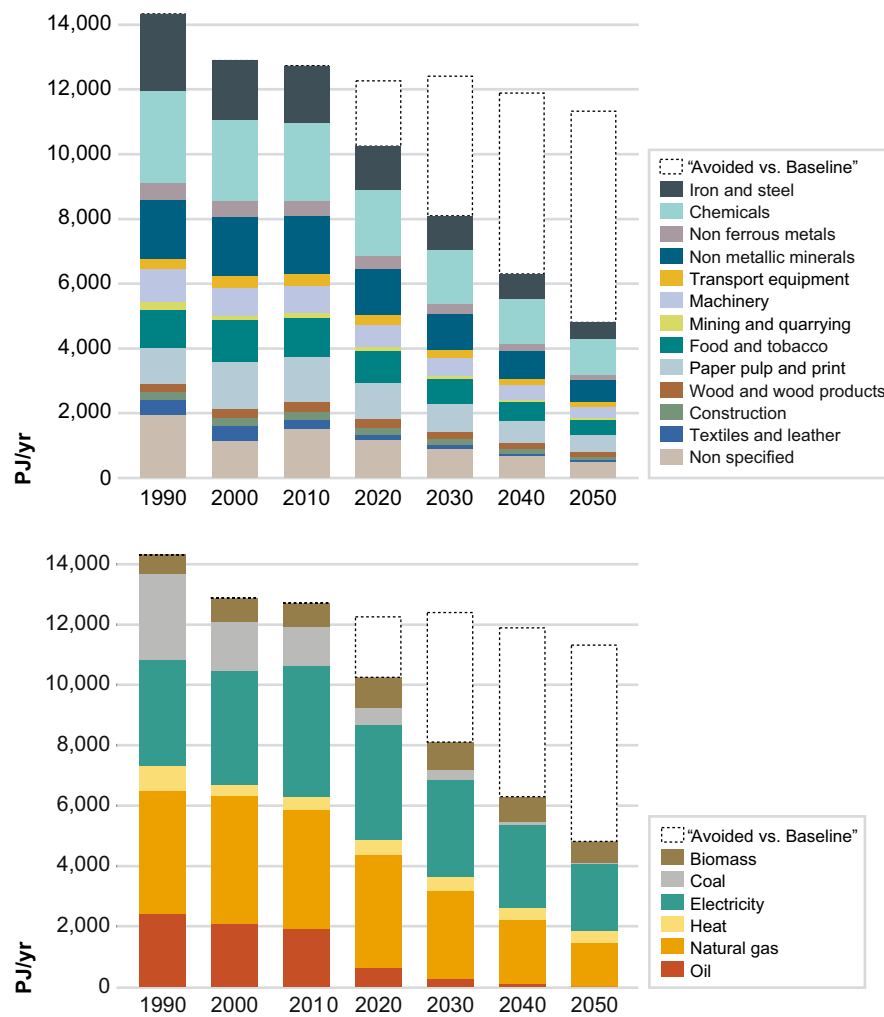 14,000
12,000
10,000
8,000
6,000
4,000
2,000
0
PJ/yr
1990 2000 2010 2020 2030 2040 2050
“Avoided vs. Baseline”
Iron and steel
Chemicals
Non ferrous metals
Non metallic minerals
Transport equipment
Machinery
Mining and quarrying
Food and tobacco
Paper pulp and print
Wood and wood products
Construction
Textiles and leather
Non specified
14,000
12,000
10,000
8,000
6,000
4,000
2,000
0
PJ/yr
1990 2000 2010 2020 2030 2040 2050
“Avoided vs. Baseline”
Biomass
Coal
Electricity
Heat
Natural gas
Oil